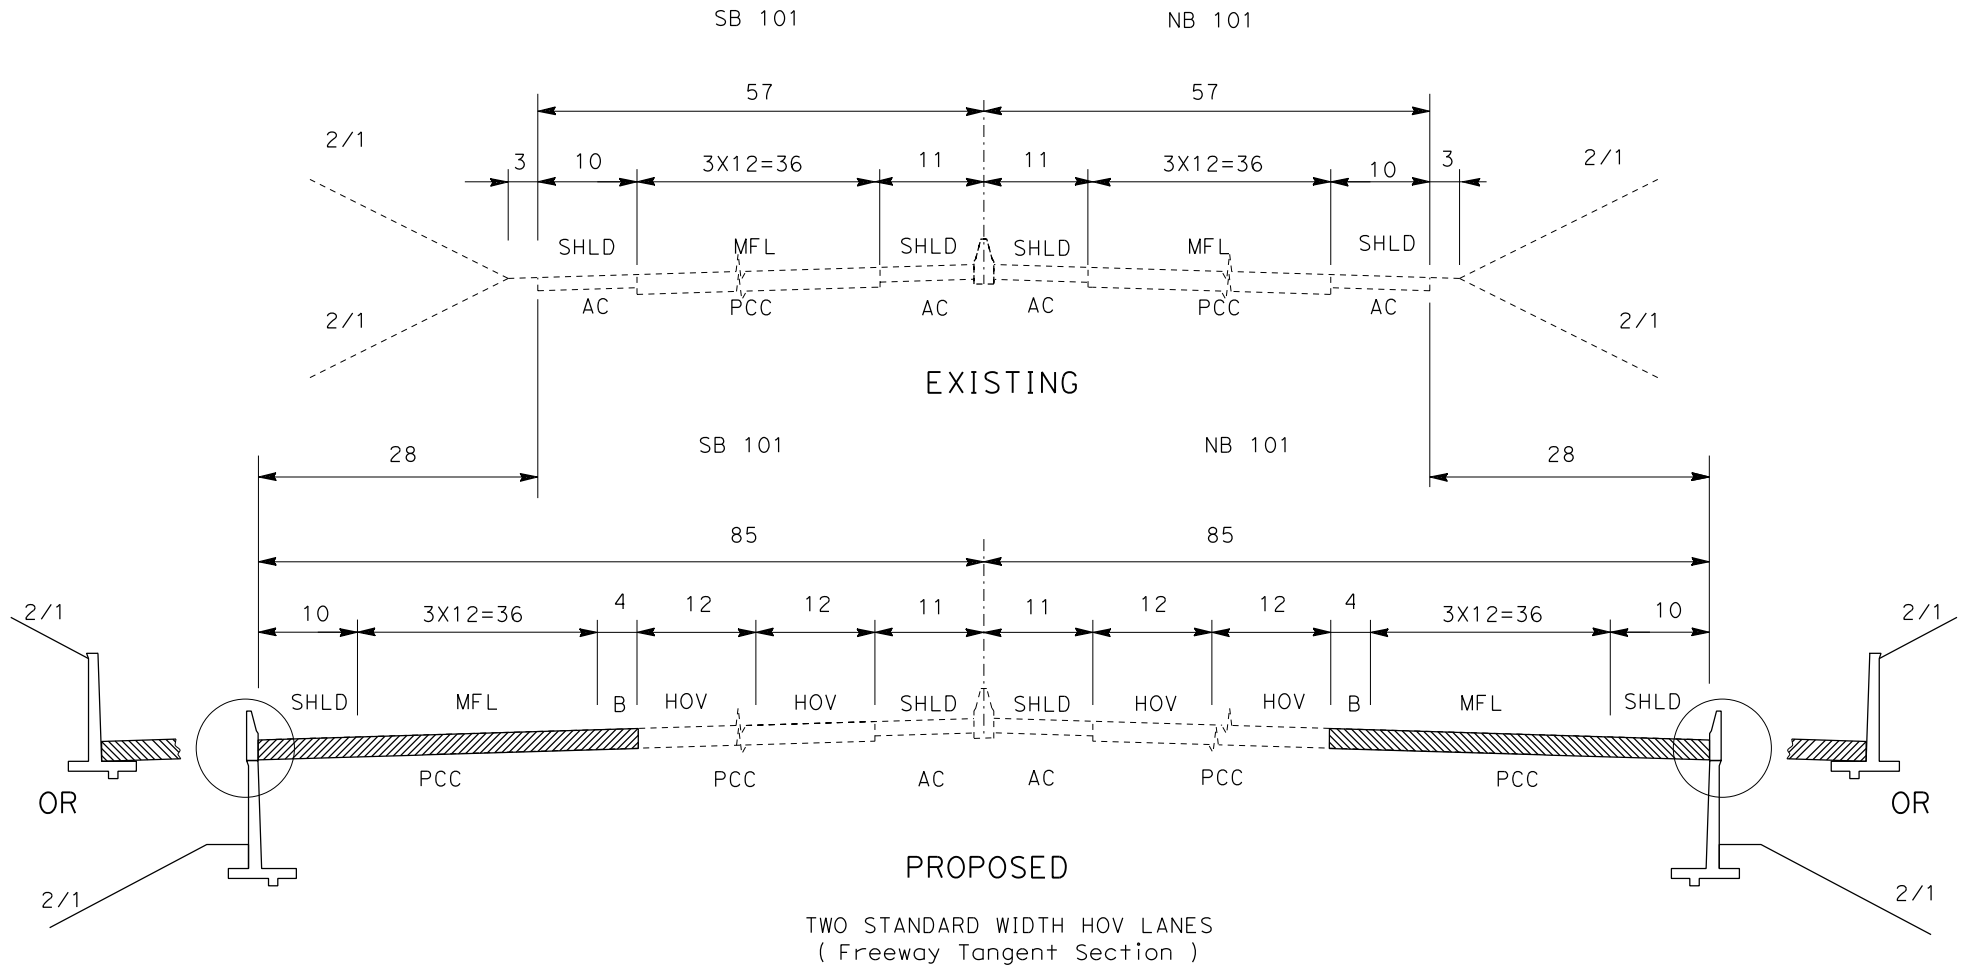 SB 101 NB 101
57 57
2/1 3 10 3X12=36 11 11 3X12=36 10 3 2/1
SHLD MFL SHLD SHLD MFL SHLD
AC PCC AC AC PCC AC
2/1 2/1
EXISTING
SB 101 NB 101
28 28
85 85
2/1 10 3X12=36 4 12 12 11 11 12 12 4 3X12=36 10 2/1
SHLD MFL B HOV HOV SHLD SHLD HOV HOV B MFL SHLD
PCC PCC AC AC PCC PCC
OR OR
PROPOSED
2/1 2/1
TWO STANDARD WIDTH HOV LANES
( Freeway Tangent Section )